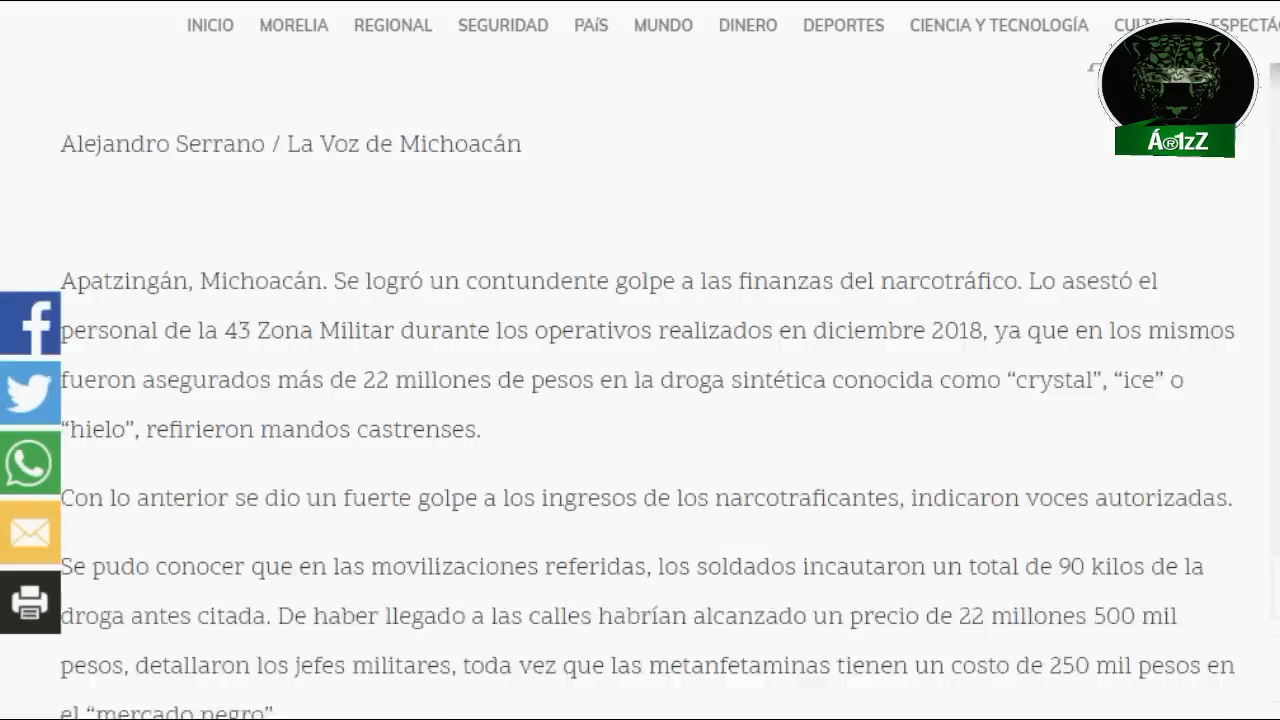 INICIO MORELIA REGIONAL SEGURIDAD PAÍS MUNDO DINERO DEPORTES CIENCIA Y TECNOLOGÍA
Á®1zZ
Alejandro Serrano / La Voz de Michoacán
Apatzingán, Michoacán. Se logró un contundente golpe a las finanzas del narcotráfico. Lo asestó el
personal de la 43 Zona Militar durante los operativos realizados en diciembre 2018, ya que en los mismos
fueron asegurados más de 22 millones de pesos en la droga sintética conocida como “crystal”, “ice” o
“hielo”, refirieron mandos castrenses.
Con lo anterior se dio un fuerte golpe a los ingresos de los narcotraficantes, indicaron voces autorizadas.
Se pudo conocer que en las movilizaciones referidas, los soldados incautaron un total de 90 kilos de la
droga antes citada. De haber llegado a las calles habrían alcanzado un precio de 22 millones 500 mil
pesos, detallaron los jefes militares, toda vez que las metanfetaminas tienen un costo de 250 mil pesos en
el “mercado negro”.